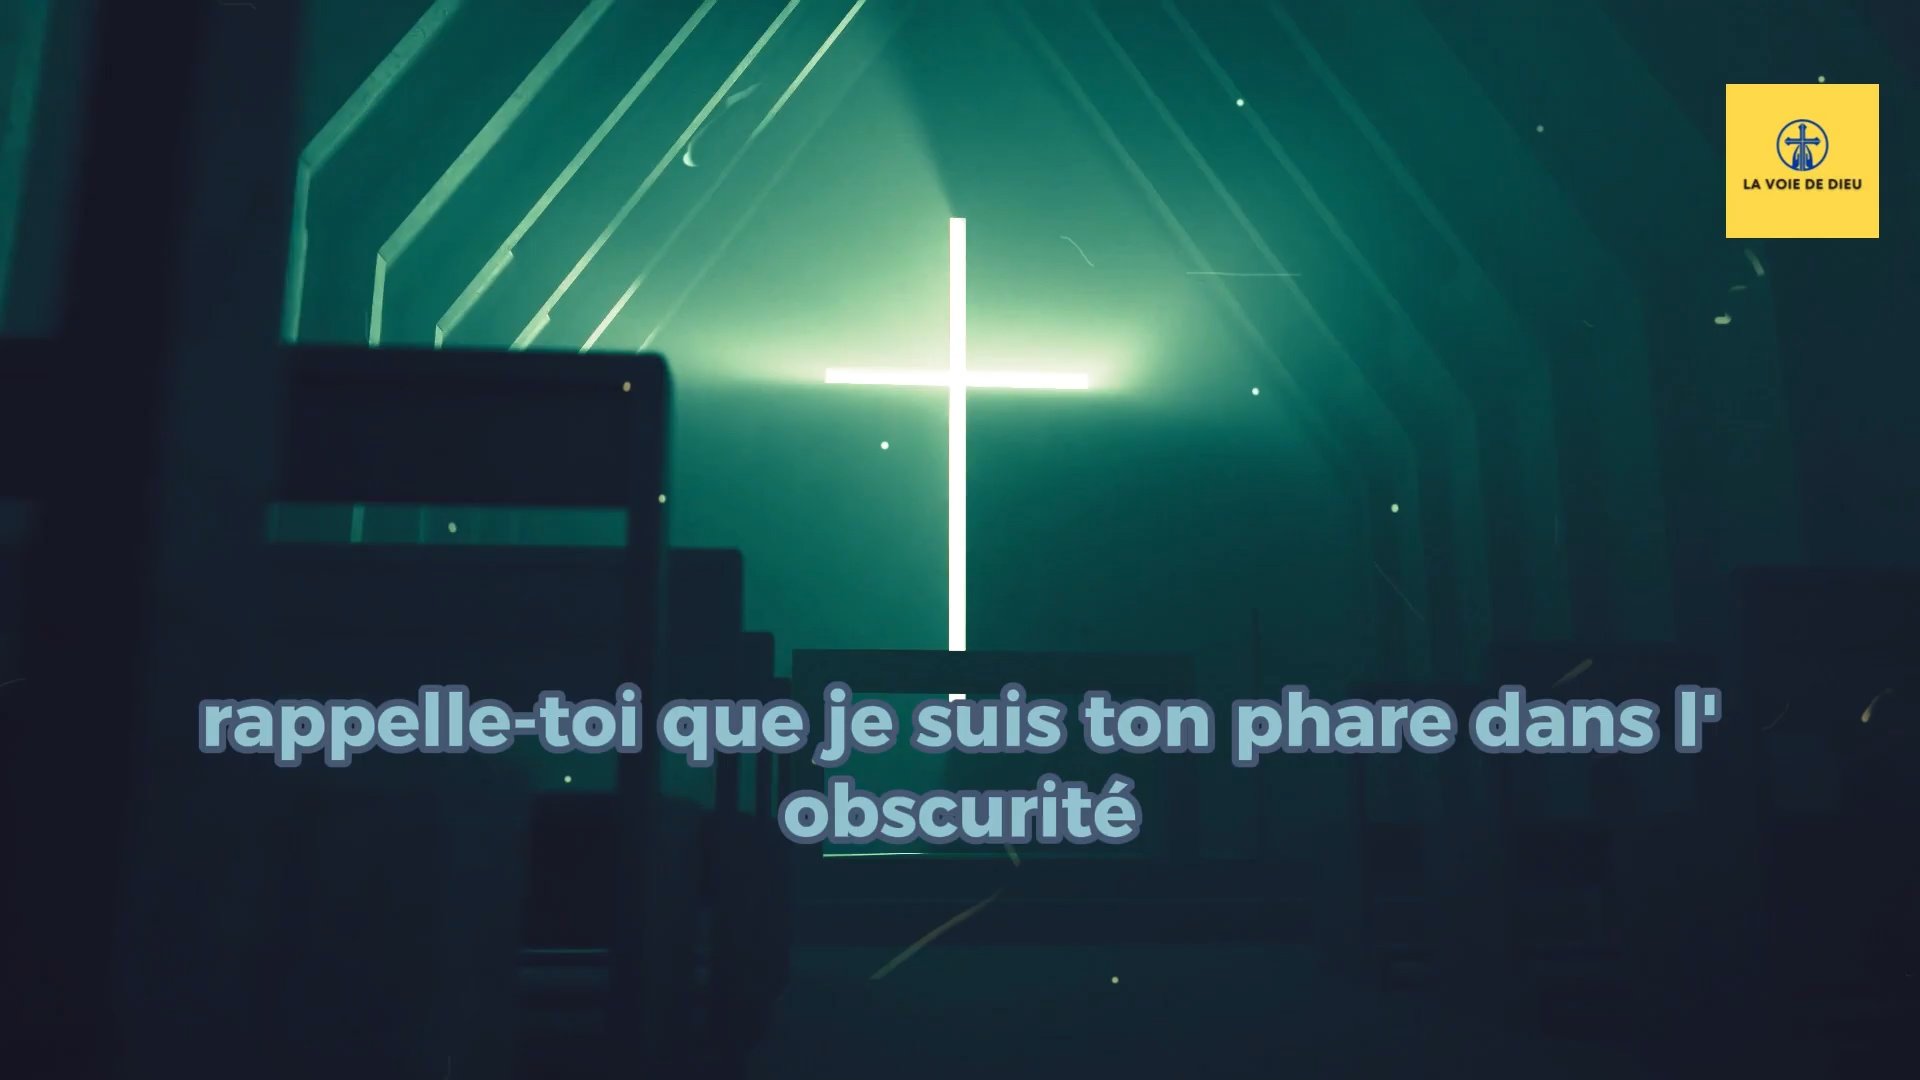 LA VOIE DE DIEU
rappelle-toi que je suis ton phare dans l'
obscurité